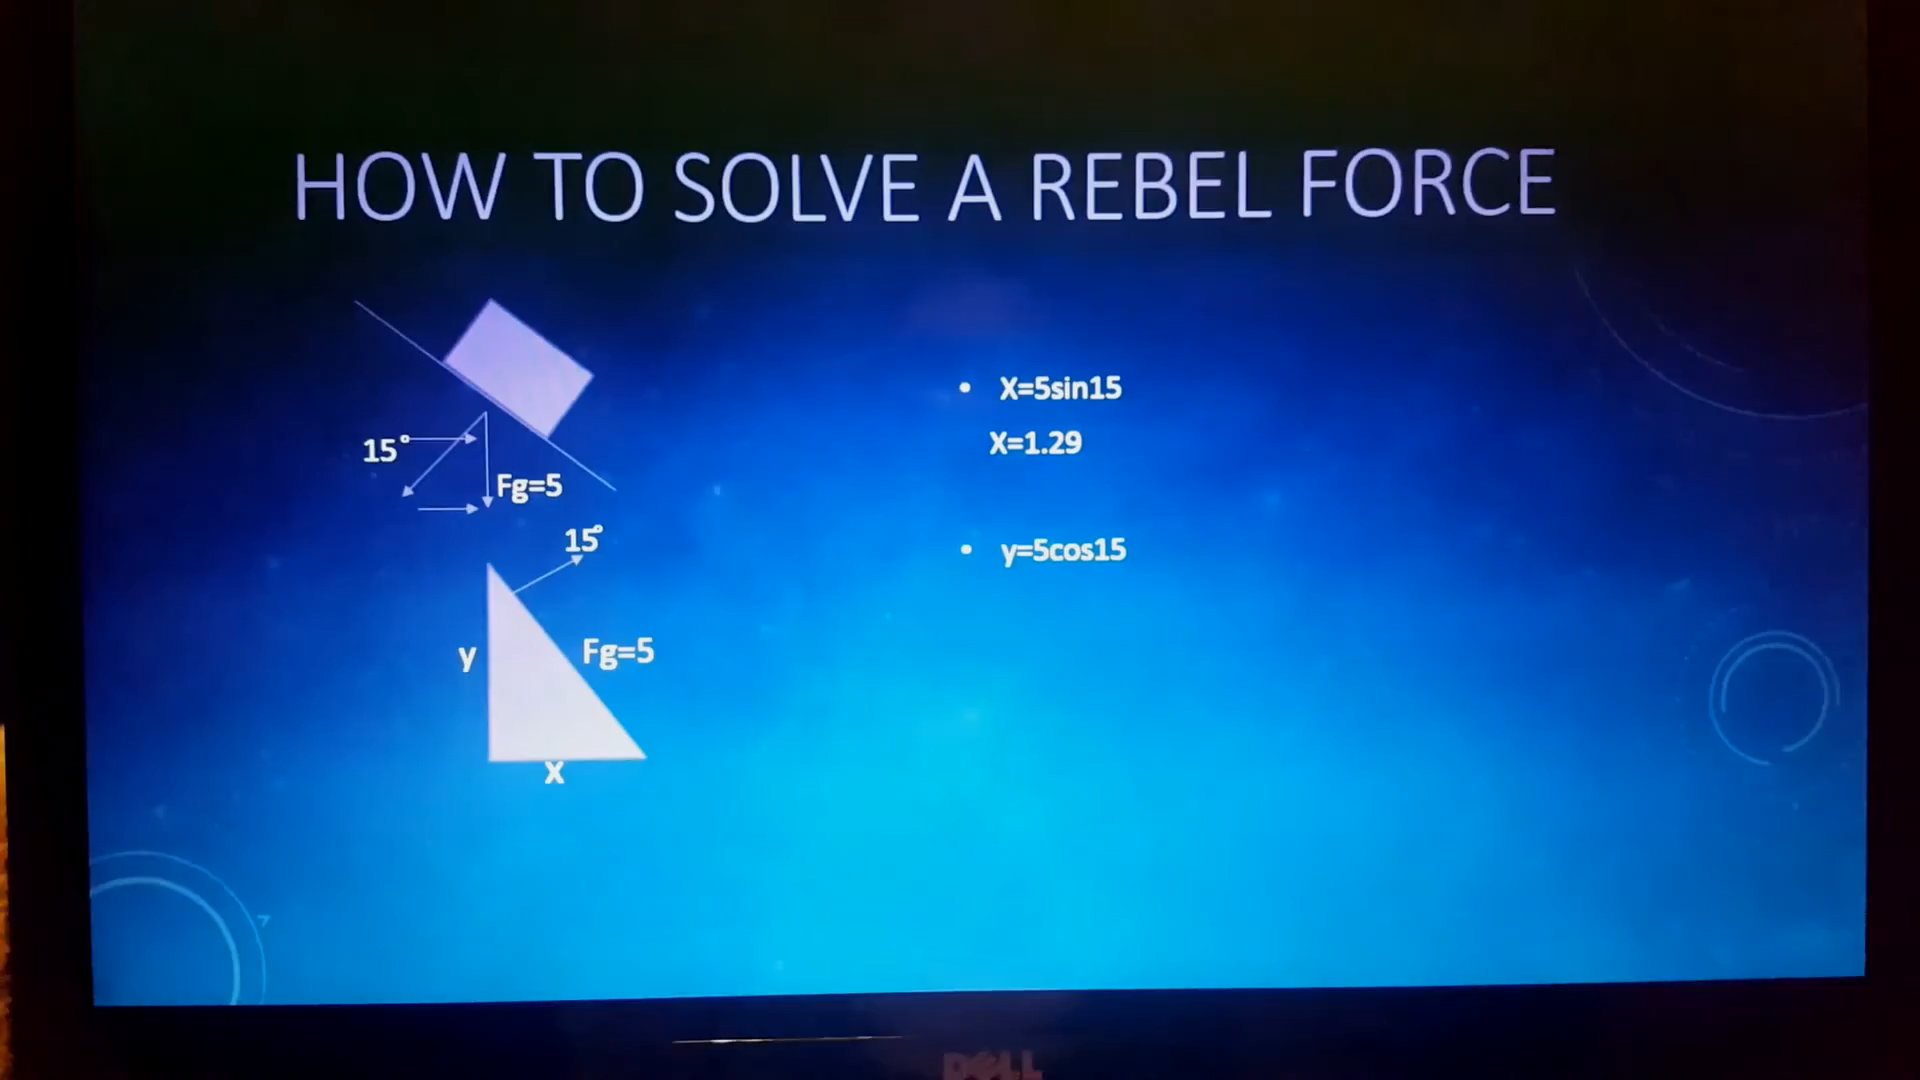 HOW TO SOLVE A REBEL FORCE
15°
Fg=5
15°
y
Fg=5
x
• X=5sin15
X=1.29
• y=5cos15
DELL